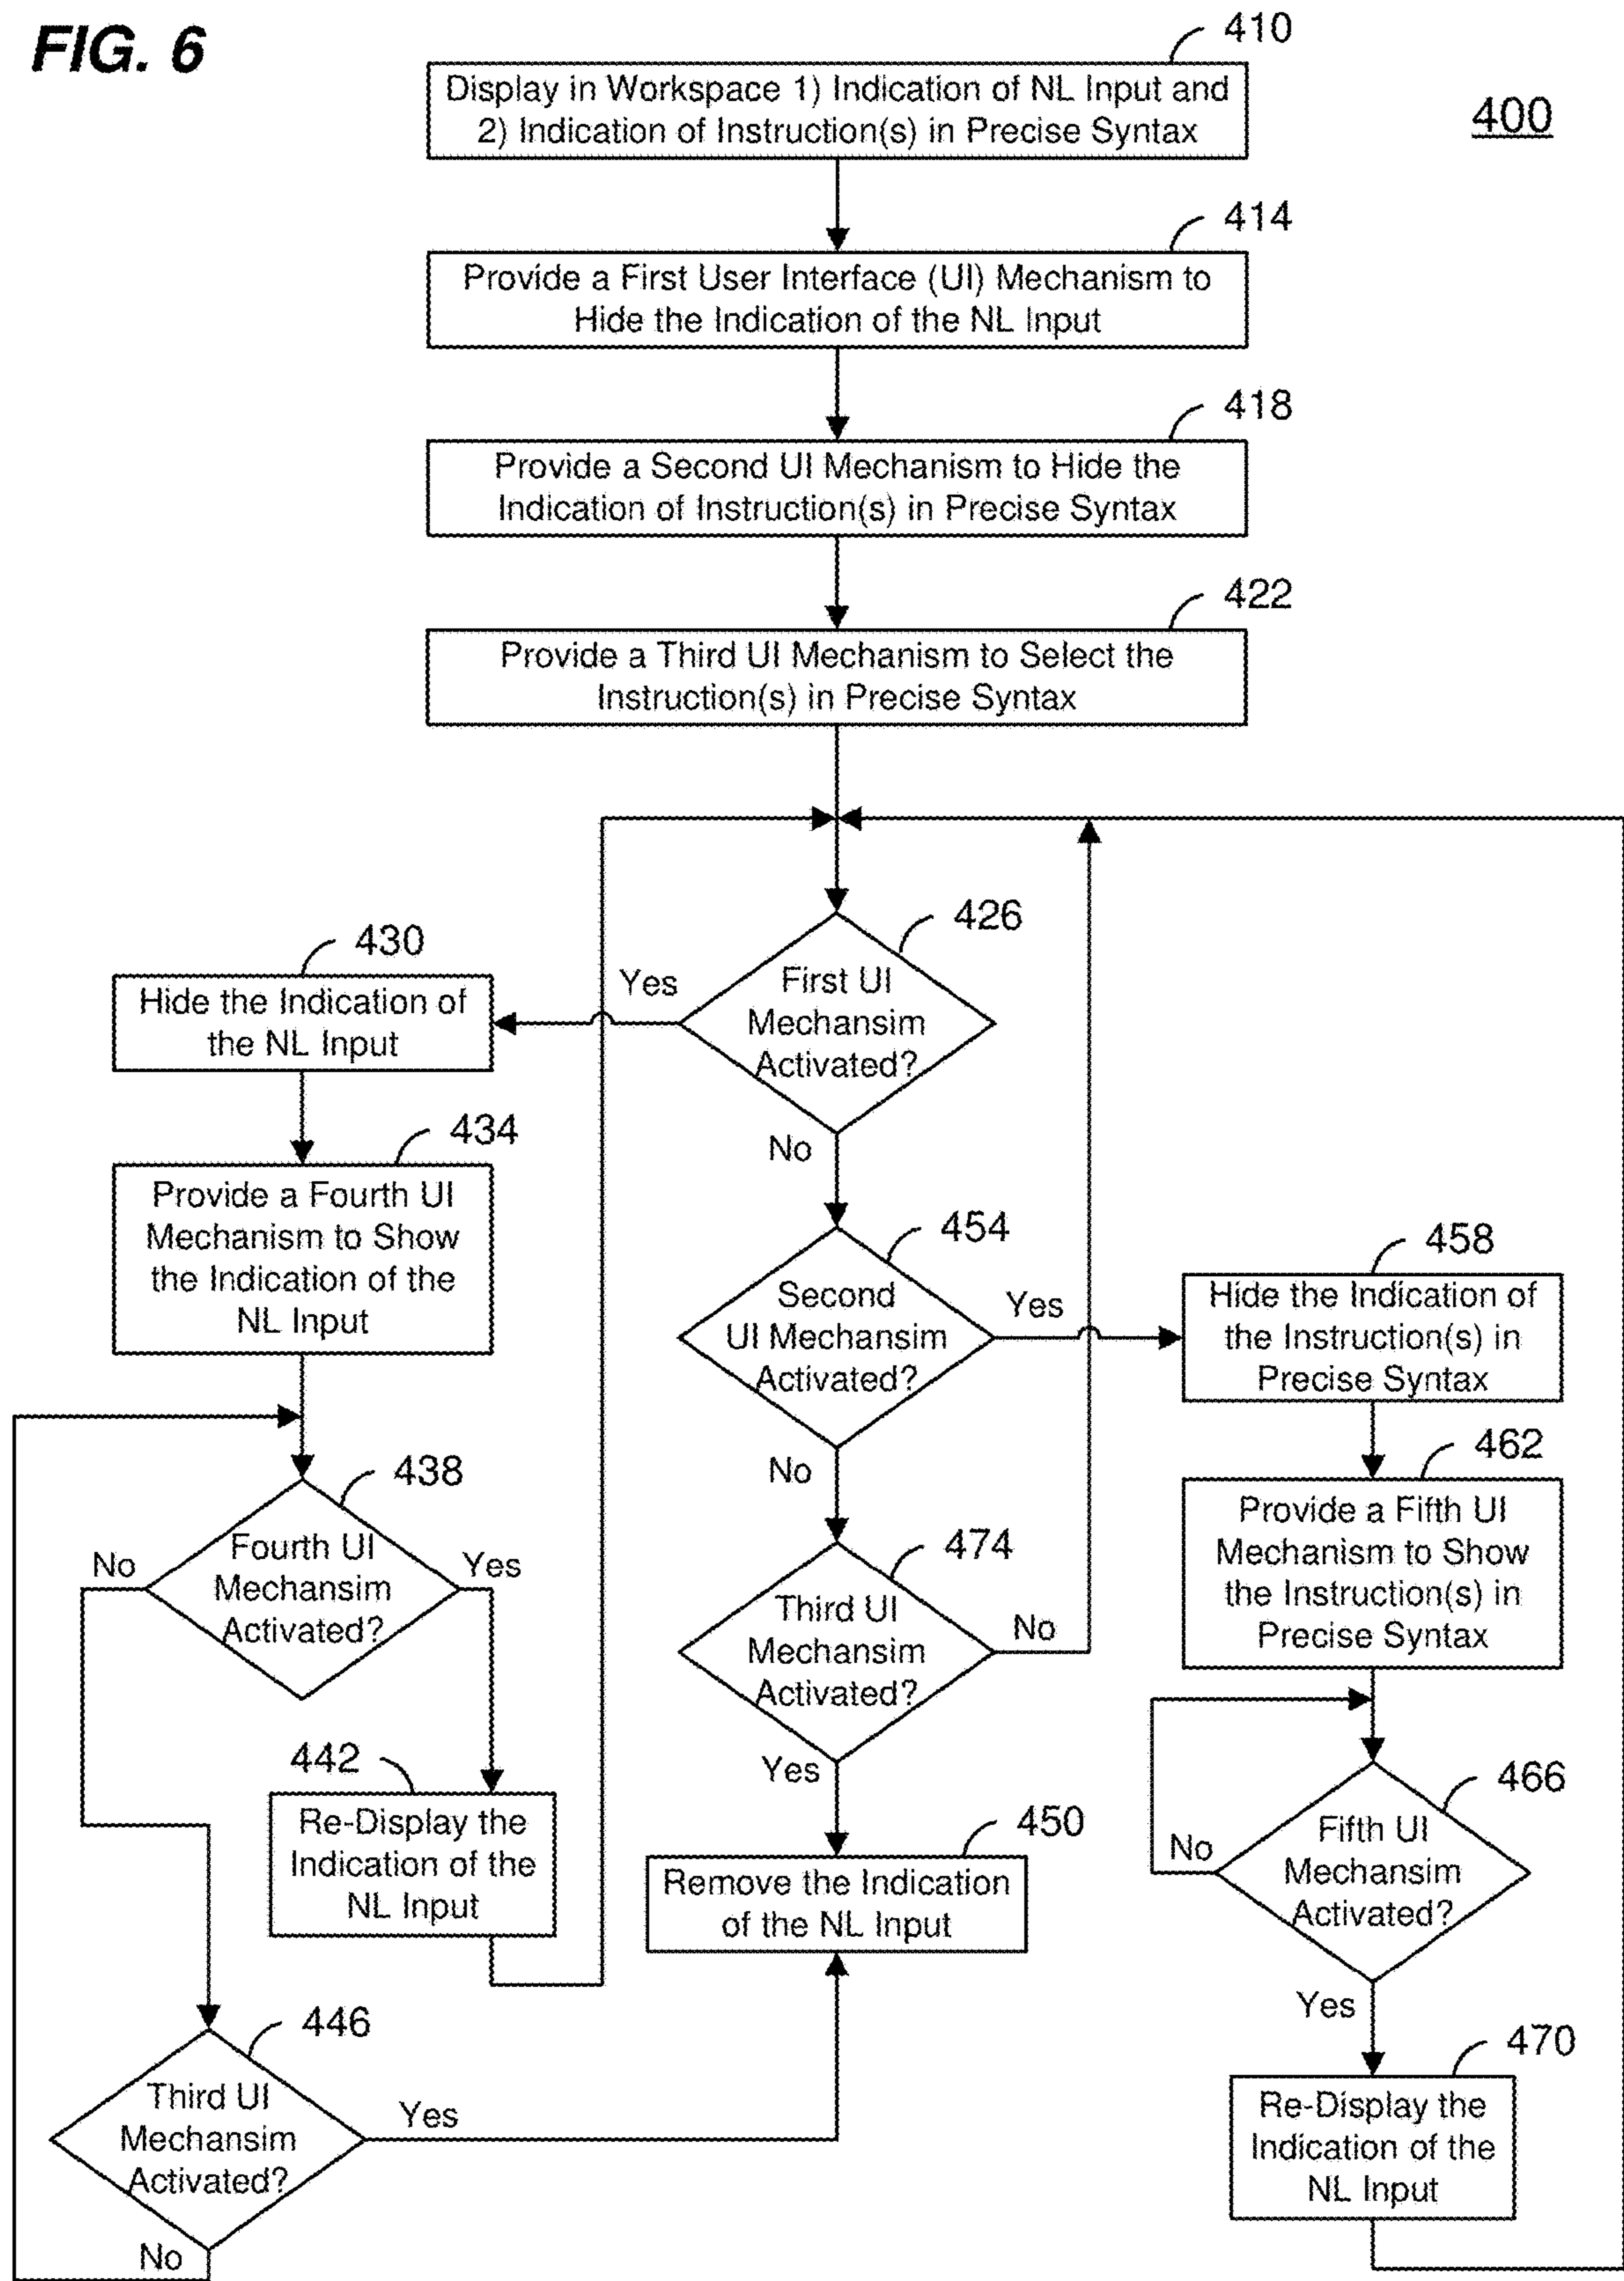 FIG. 6
400
410
Display in Workspace 1) Indication of NL Input and
2) Indication of Instruction(s) in Precise Syntax
414
Provide a First User Interface (UI) Mechanism to
Hide the Indication of the NL Input
418
Provide a Second UI Mechanism to Hide the
Indication of Instruction(s) in Precise Syntax
422
Provide a Third UI Mechanism to Select the
Instruction(s) in Precise Syntax
426
First UI
Mechansim
Activated?
Yes
No
430
Hide the Indication of
the NL Input
434
Provide a Fourth UI
Mechanism to Show
the Indication of the
NL Input
438
Fourth UI
Mechansim
Activated?
No
Yes
442
Re-Display the
Indication of the
NL Input
446
Third UI
Mechansim
Activated?
Yes
No
454
Second
UI Mechansim
Activated?
Yes
No
474
Third UI
Mechansim
Activated?
No
Yes
450
Remove the Indication
of the NL Input
458
Hide the Indication of
the Instruction(s) in
Precise Syntax
462
Provide a Fifth UI
Mechanism to Show
the Instruction(s) in
Precise Syntax
466
Fifth UI
Mechansim
Activated?
No
Yes
470
Re-Display the
Indication of the
NL Input